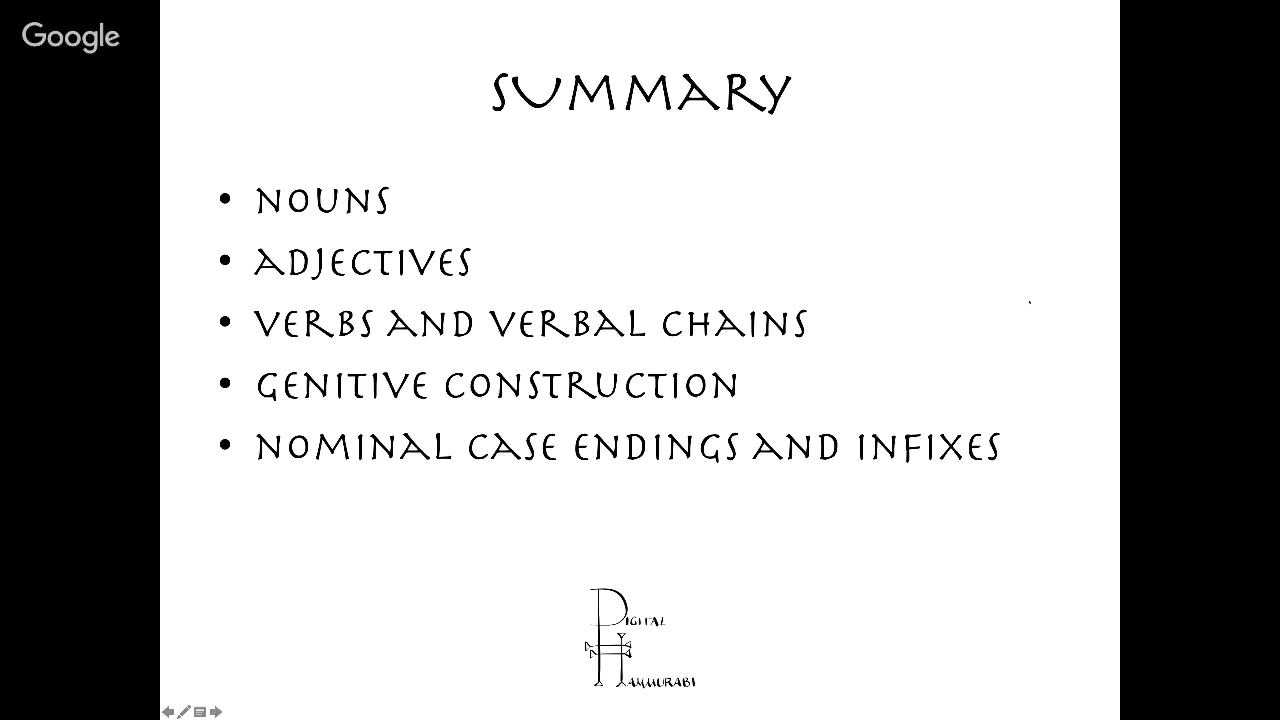 Google
SUMMARY
• NOUNS
• ADJECTIVES
• VERBS AND VERBAL CHAINS
• GENITIVE CONSTRUCTION
• NOMINAL CASE ENDINGS AND INFIXES
DIGITAL
HAMMURABI